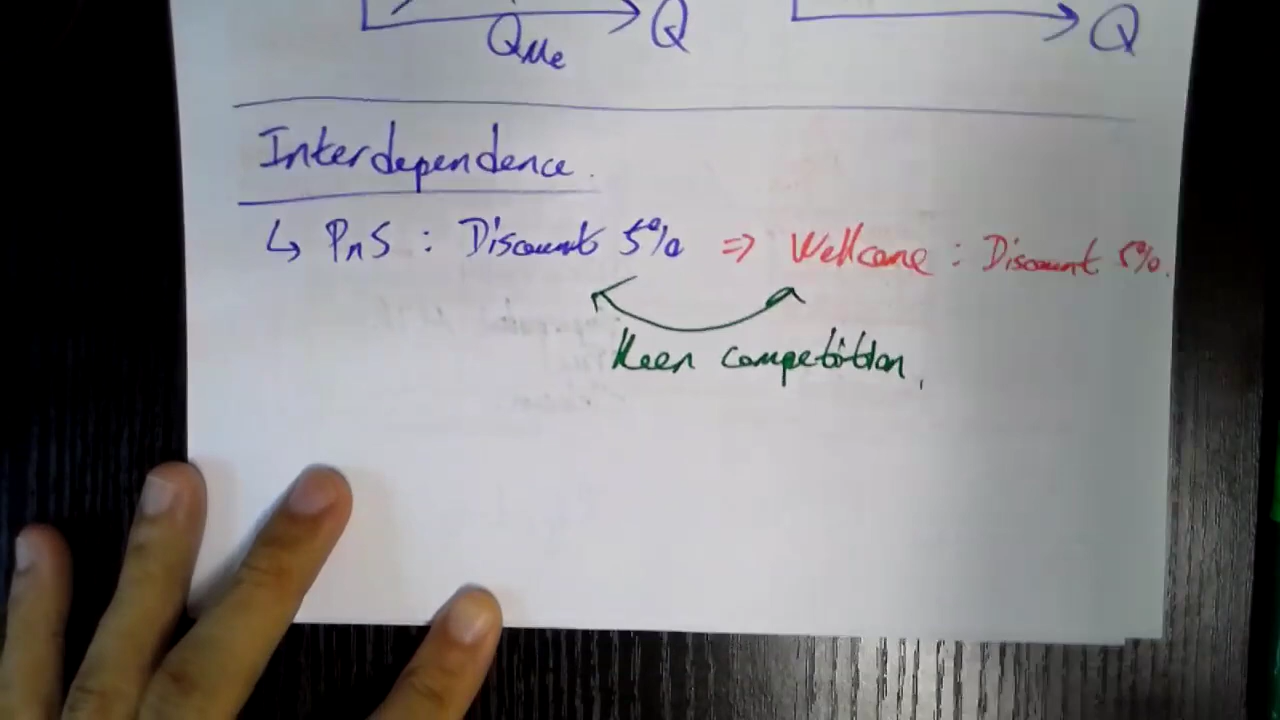 Q Q
QMe
Interdependence.
↳ PnS : Discount 5% => Wellcome : Discount 5%.
Keen competition,